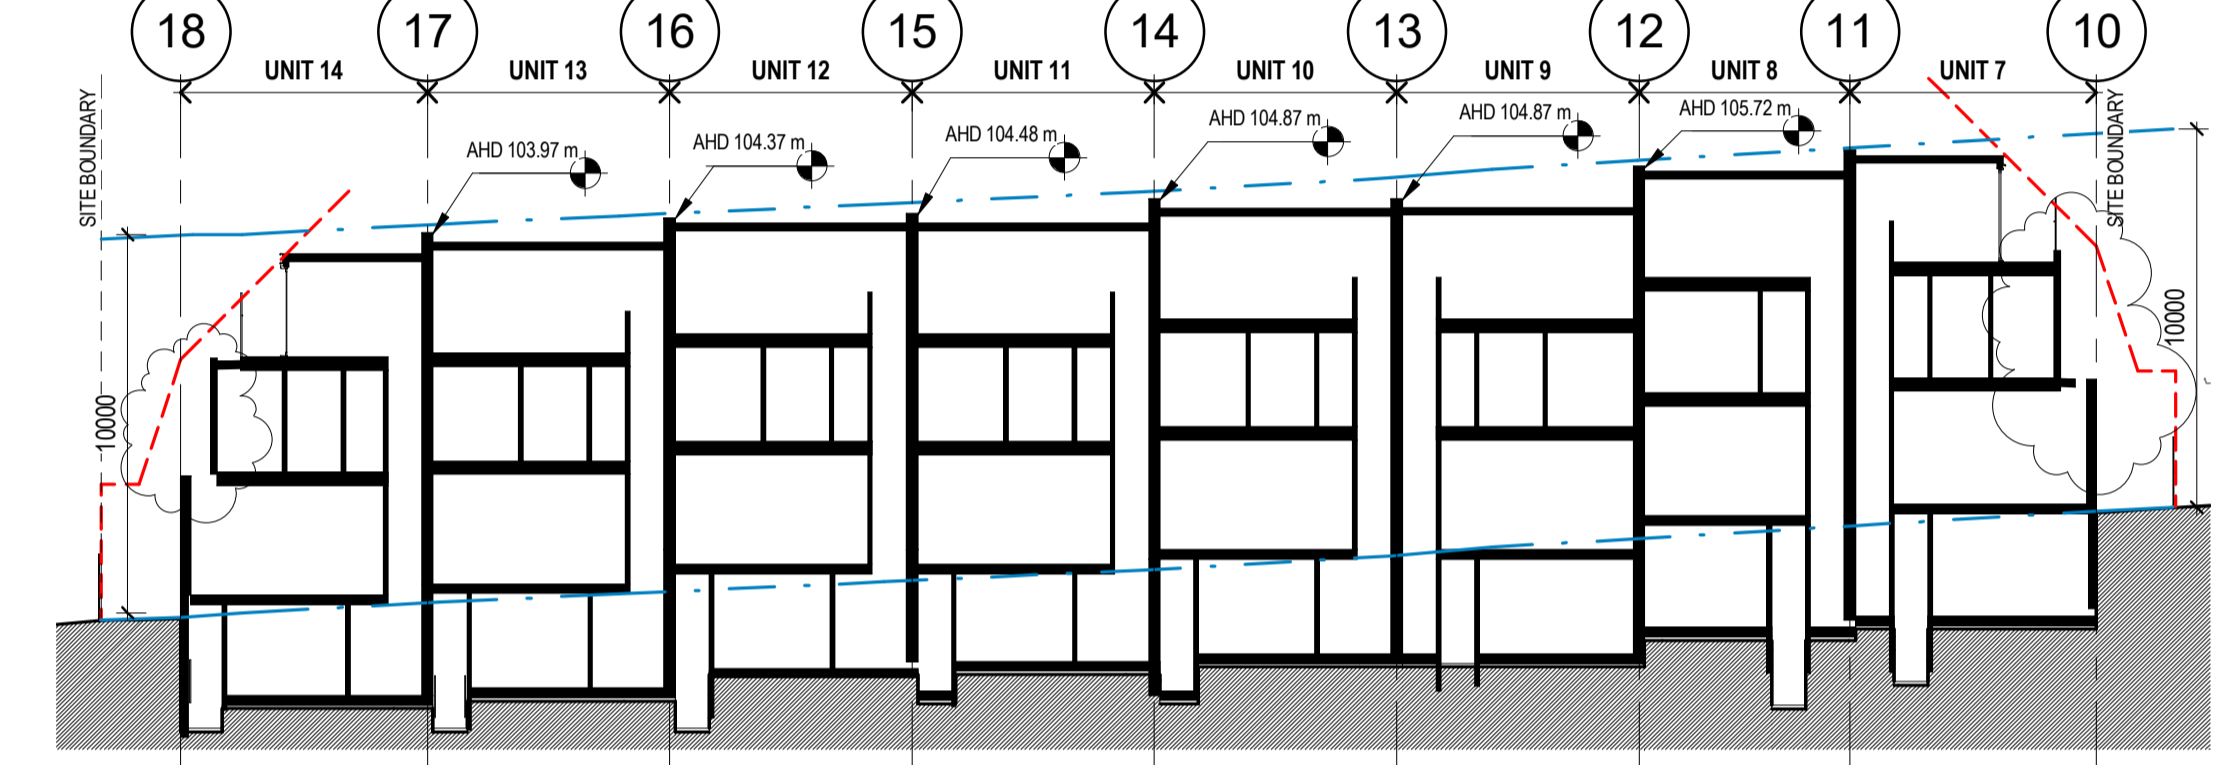 18
17
16
15
14
13
12
11
10
UNIT 14
UNIT 13
UNIT 12
UNIT 11
UNIT 10
UNIT 9
UNIT 8
UNIT 7
SITE BOUNDARY
AHD 103.97 m
AHD 104.37 m
AHD 104.48 m
AHD 104.87 m
AHD 104.87 m
AHD 105.72 m
SITE BOUNDARY
10000
10000